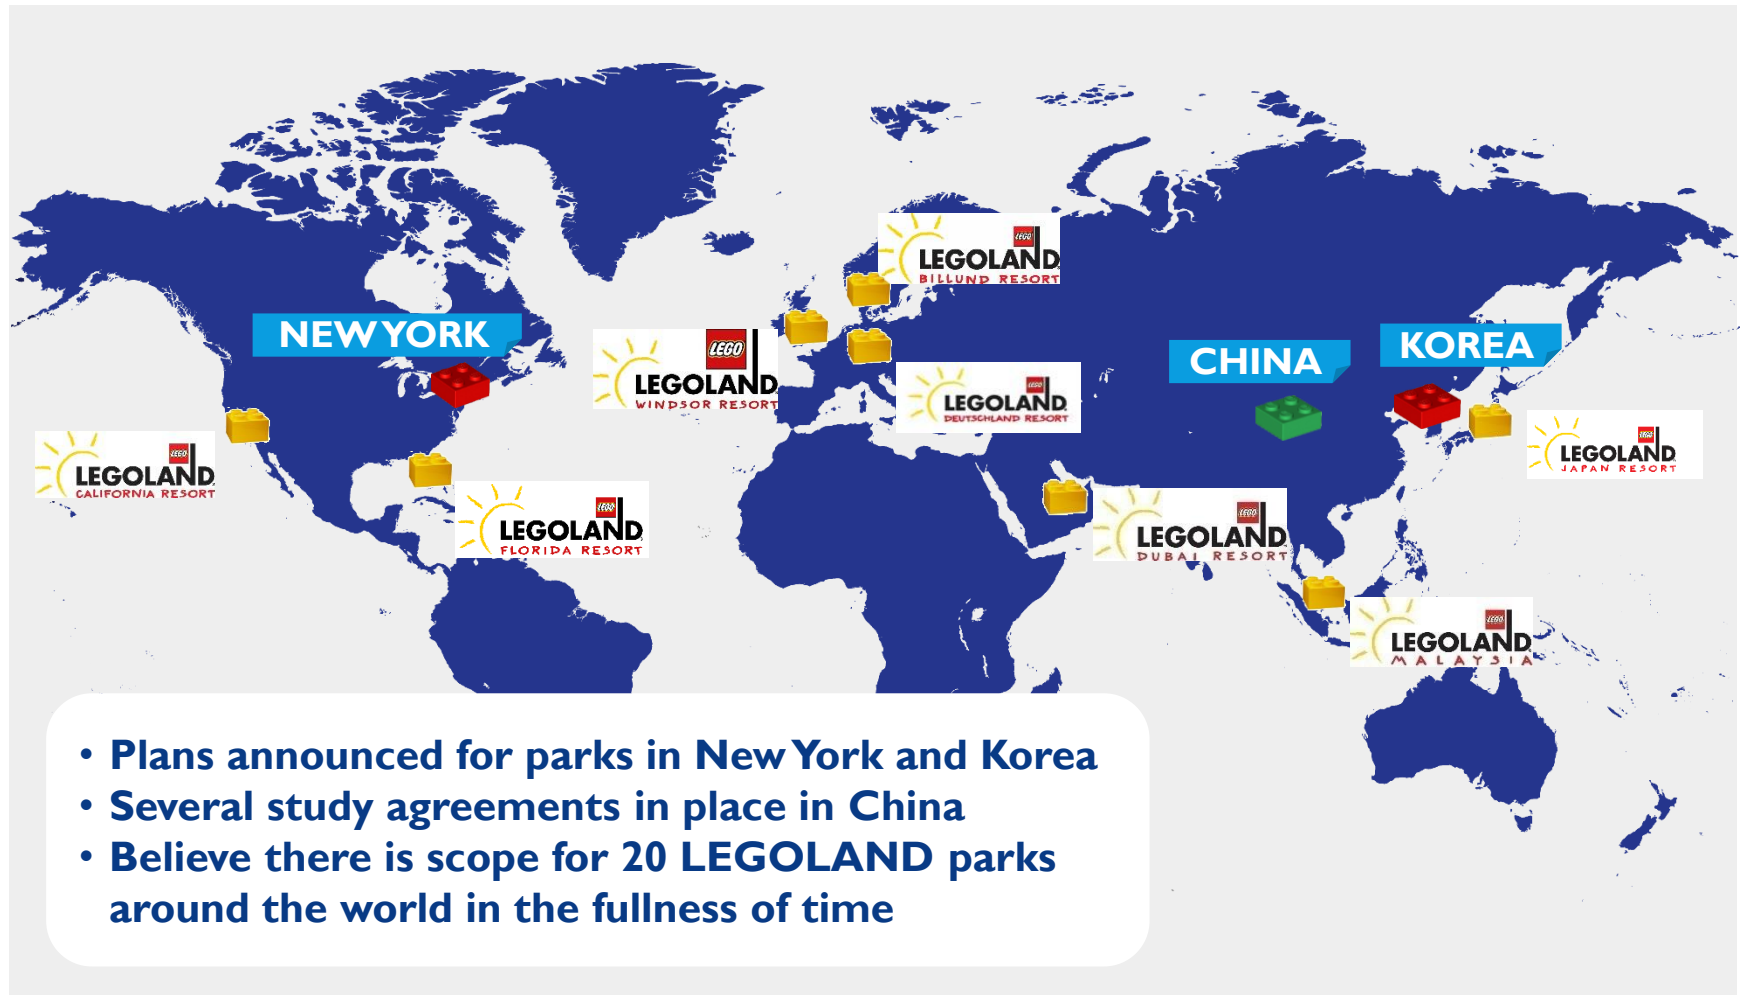 LEGO
LEGOLAND
BILLUND RESORT
NEW YORK
LEGO
LEGOLAND
WINDSOR RESORT
CHINA
KOREA
LEGO
LEGOLAND
DEUTSCHLAND RESORT
LEGO
LEGOLAND
CALIFORNIA RESORT
LEGO
LEGOLAND
JAPAN RESORT
LEGO
LEGOLAND
FLORIDA RESORT
LEGO
LEGOLAND
DUBAI RESORT
LEGO
LEGOLAND
MALAYSIA
• Plans announced for parks in New York and Korea
• Several study agreements in place in China
• Believe there is scope for 20 LEGOLAND parks
around the world in the fullness of time